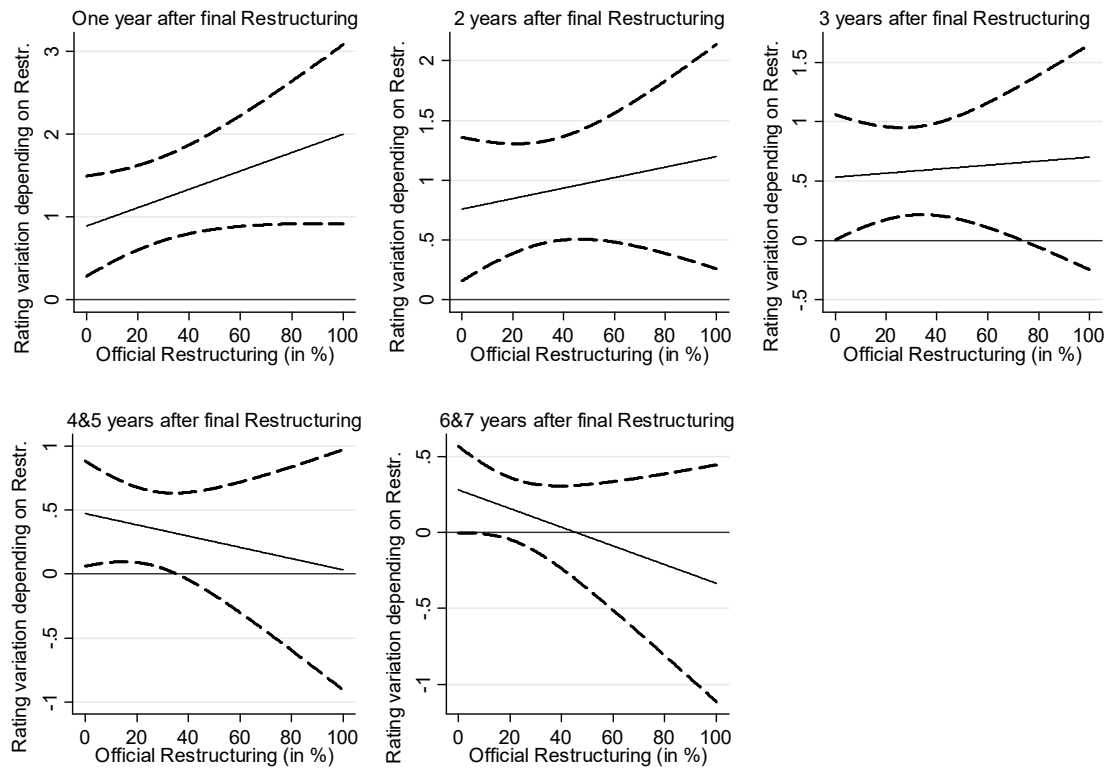 One year after final Restructuring
Rating variation depending on Restr.
3
2
1
0
0 20 40 60 80 100
Official Restructuring (in %)
2 years after final Restructuring
Rating variation depending on Restr.
2
1.5
1
.5
0
0 20 40 60 80 100
Official Restructuring (in %)
3 years after final Restructuring
Rating variation depending on Restr.
1.5
1
.5
0
-.5
0 20 40 60 80 100
Official Restructuring (in %)
4&5 years after final Restructuring
Rating variation depending on Restr.
1
.5
0
-.5
-1
0 20 40 60 80 100
Official Restructuring (in %)
6&7 years after final Restructuring
Rating variation depending on Restr.
.5
0
-.5
-1
0 20 40 60 80 100
Official Restructuring (in %)